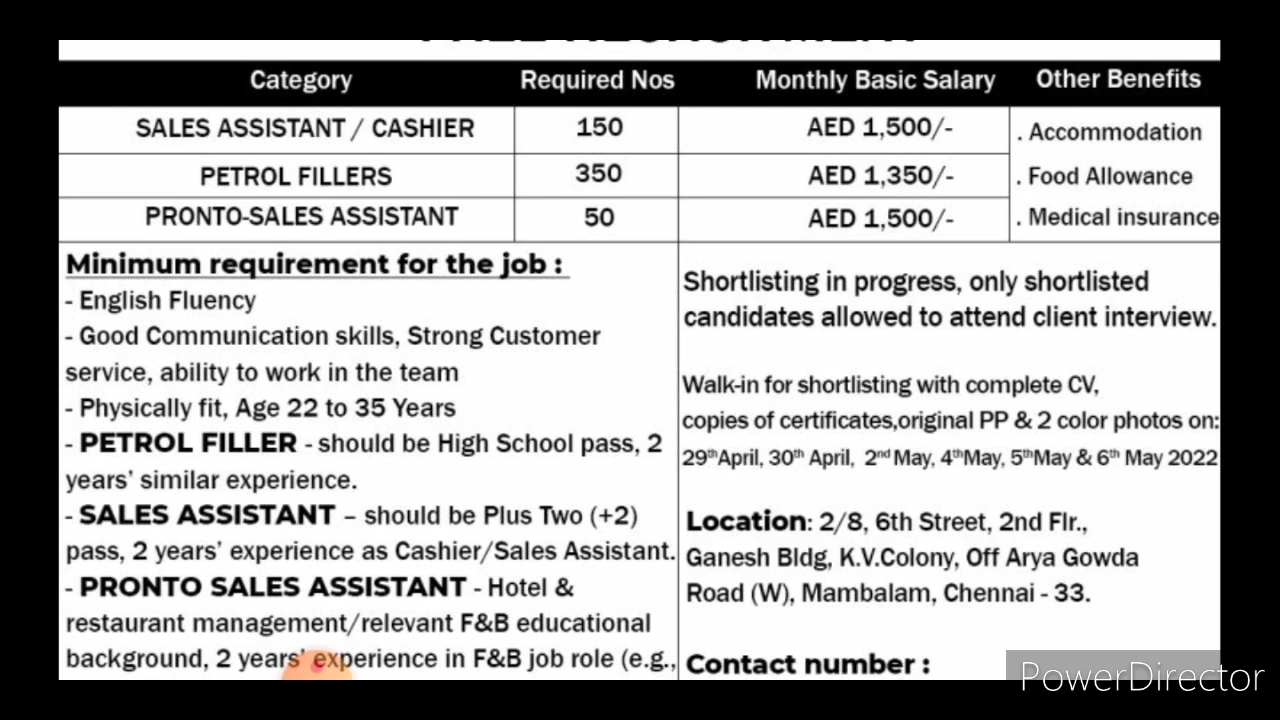 Category Required Nos Monthly Basic Salary Other Benefits
SALES ASSISTANT / CASHIER 150 AED 1,500/- . Accommodation
PETROL FILLERS 350 AED 1,350/- . Food Allowance
PRONTO-SALES ASSISTANT 50 AED 1,500/- . Medical insurance
Minimum requirement for the job :
- English Fluency
- Good Communication skills, Strong Customer
service, ability to work in the team
- Physically fit, Age 22 to 35 Years
- PETROL FILLER - should be High School pass, 2
years' similar experience.
- SALES ASSISTANT – should be Plus Two (+2)
pass, 2 years' experience as Cashier/Sales Assistant.
- PRONTO SALES ASSISTANT - Hotel &
restaurant management/relevant F&B educational
background, 2 years' experience in F&B job role (e.g.,
Shortlisting in progress, only shortlisted
candidates allowed to attend client interview.
Walk-in for shortlisting with complete CV,
copies of certificates,original PP & 2 color photos on:
29th April, 30th April, 2nd May, 4th May, 5th May & 6th May 2022
Location: 2/8, 6th Street, 2nd Flr.,
Ganesh Bldg, K.V.Colony, Off Arya Gowda
Road (W), Mambalam, Chennai - 33.
Contact number :
PowerDirector